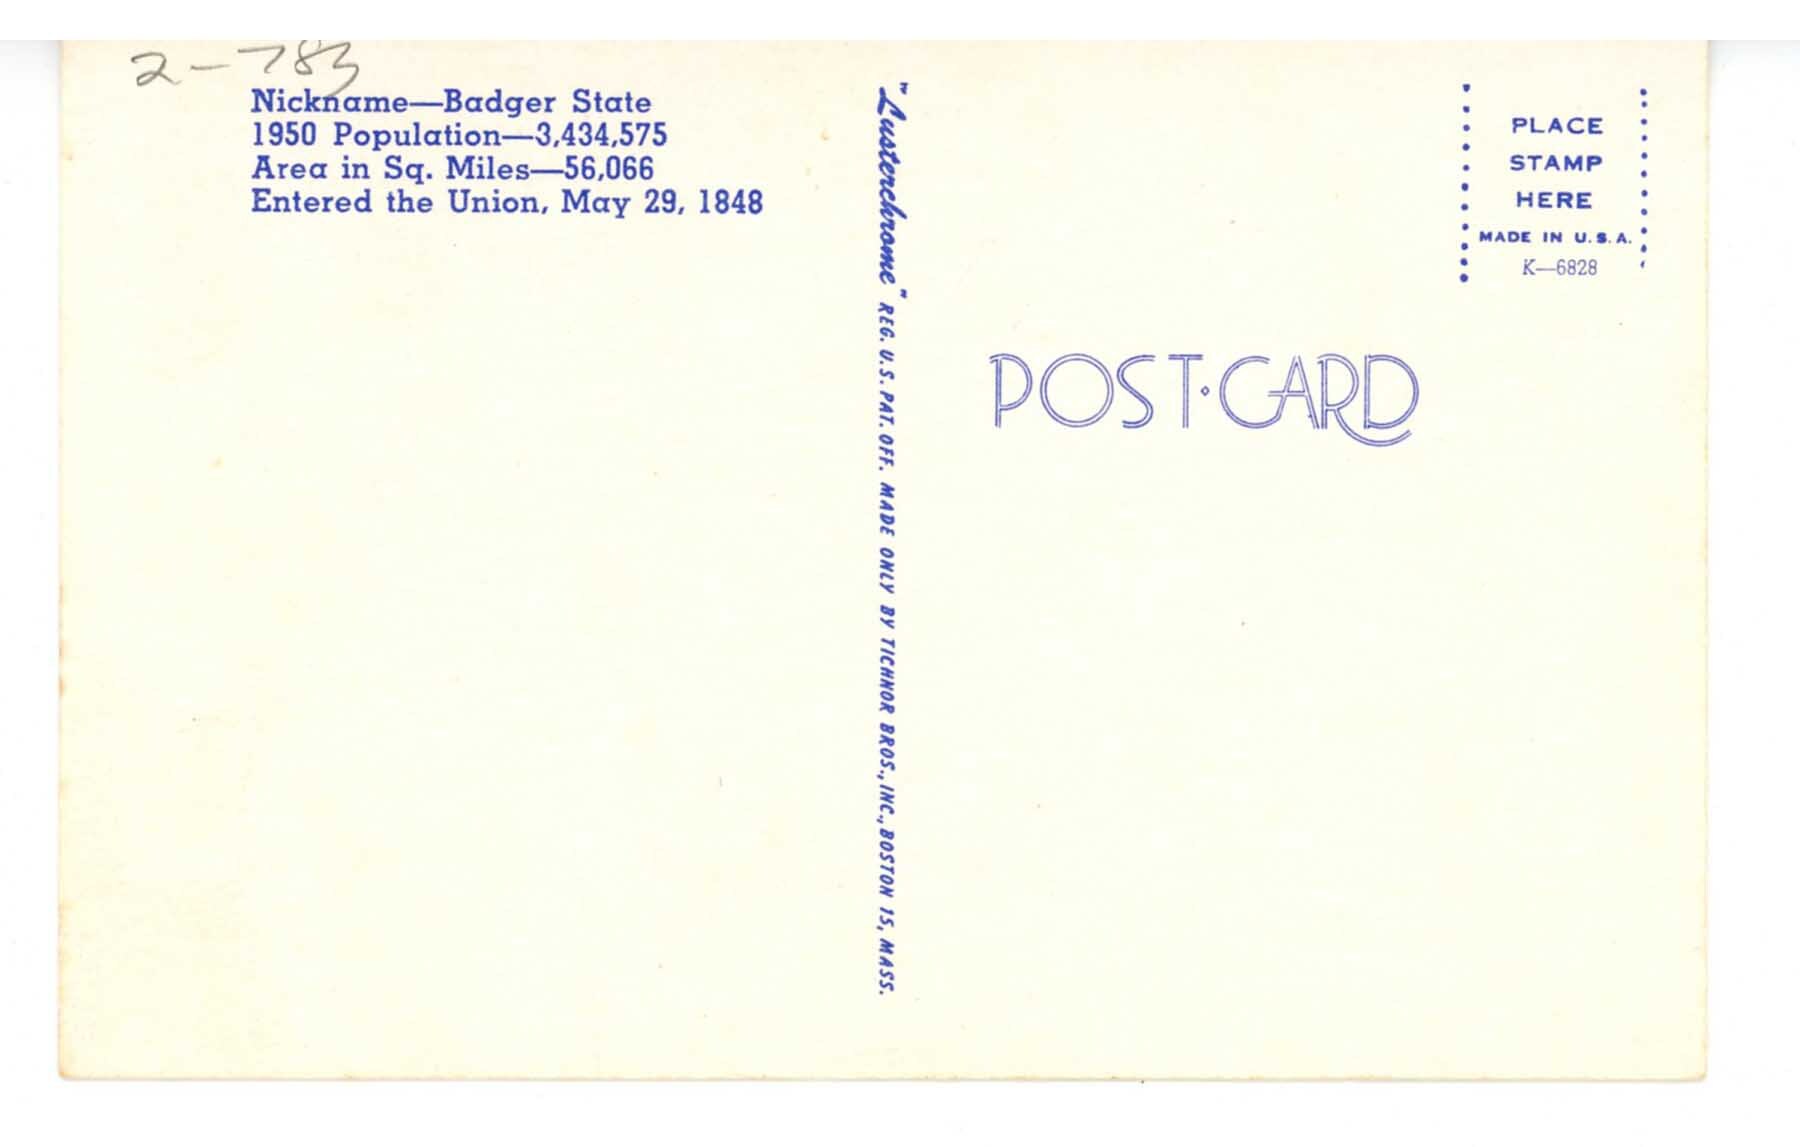 2-783
Nickname—Badger State
1950 Population—3,434,575
Area in Sq. Miles—56,066
Entered the Union, May 29, 1848
"Lusterchrome" REG. U.S. PAT. OFF. MADE ONLY BY TICHNOR BROS., INC., BOSTON 15, MASS.
PLACE
STAMP
HERE
MADE IN U.S.A.
K—6828
POST·CARD